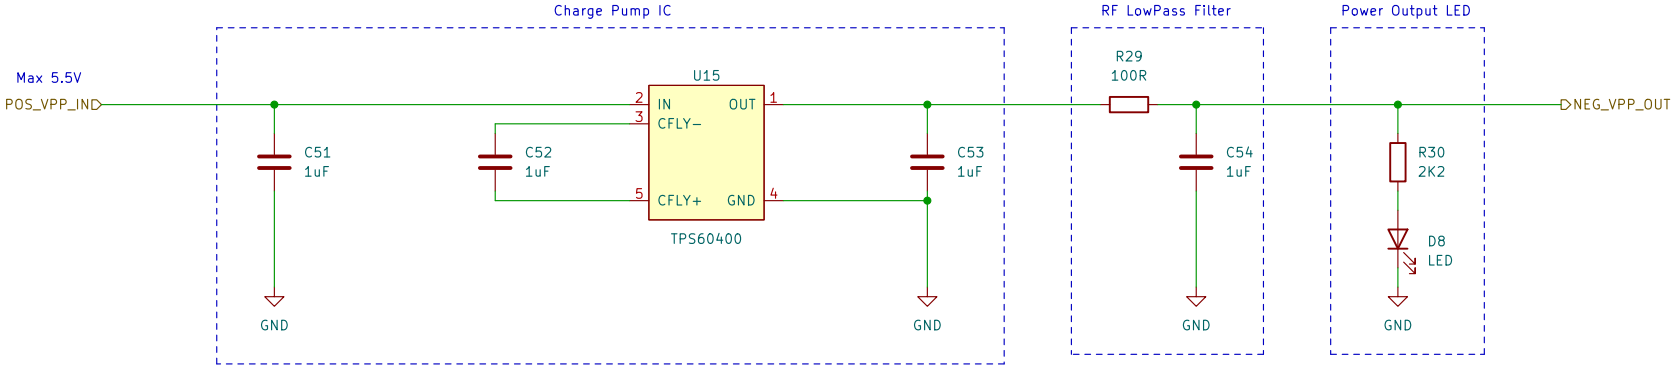 Charge Pump IC
RF LowPass Filter
Power Output LED
Max 5.5V
POS_VPP_IN
U15
2
IN
OUT
1
3
CFLY-
5
CFLY+
GND
4
TPS60400
C51
1uF
C52
1uF
C53
1uF
R29
100R
C54
1uF
R30
2K2
D8
LED
NEG_VPP_OUT
GND
GND
GND
GND